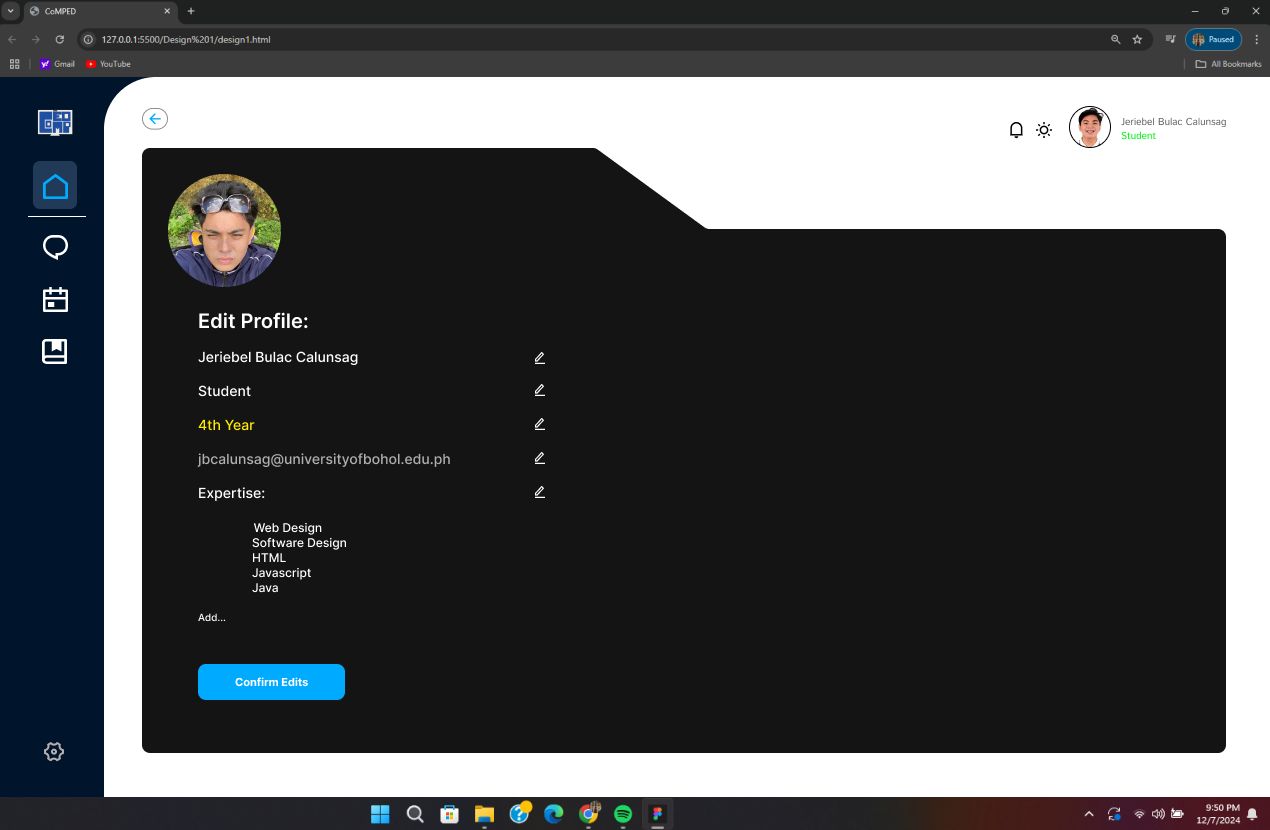 CoMPED
127.0.0.1:5500/Design%201/design1.html
Paused
Gmail
YouTube
All Bookmarks
Jeriebel Bulac Calunsag
Student
Edit Profile:
Jeriebel Bulac Calunsag
Student
4th Year
jbcalunsag@universityofbohol.edu.ph
Expertise:
Web Design
Software Design
HTML
Javascript
Java
Add...
Confirm Edits
9:50 PM
12/7/2024